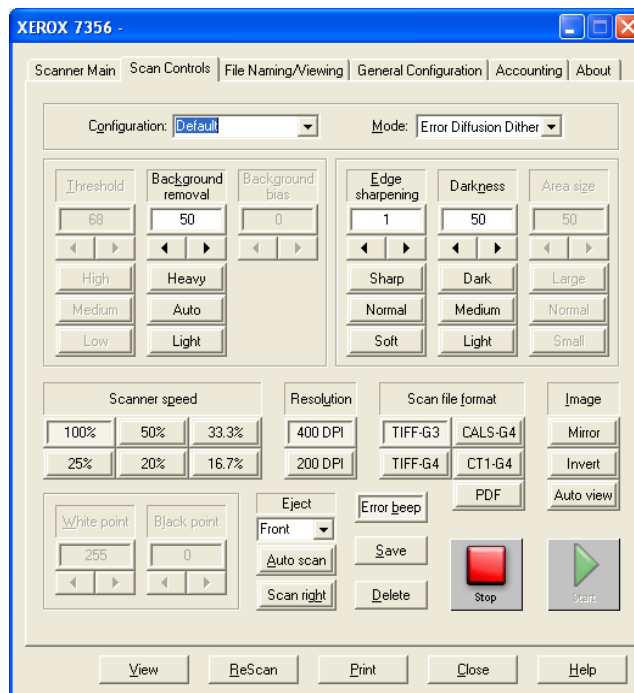 XEROX 7356 -
Scanner Main Scan Controls File Naming/Viewing General Configuration Accounting About
Configuration: Default Mode: Error Diffusion Dither
Threshold Background removal Background bias Edge sharpening Darkness Area size
68 50 0 1 50 50
High Heavy Sharp Dark Large
Medium Auto Normal Medium Normal
Low Light Soft Light Small
Scanner speed Resolution Scan file format Image
100% 50% 33.3% 400 DPI TIFF-G3 CALS-G4 Mirror
25% 20% 16.7% 200 DPI TIFF-G4 CT1-G4 Invert
PDF Auto view
White point Black point Eject Error beep
255 0 Front
Auto scan Save
Scan right Delete Stop Start
View ReScan Print Close Help